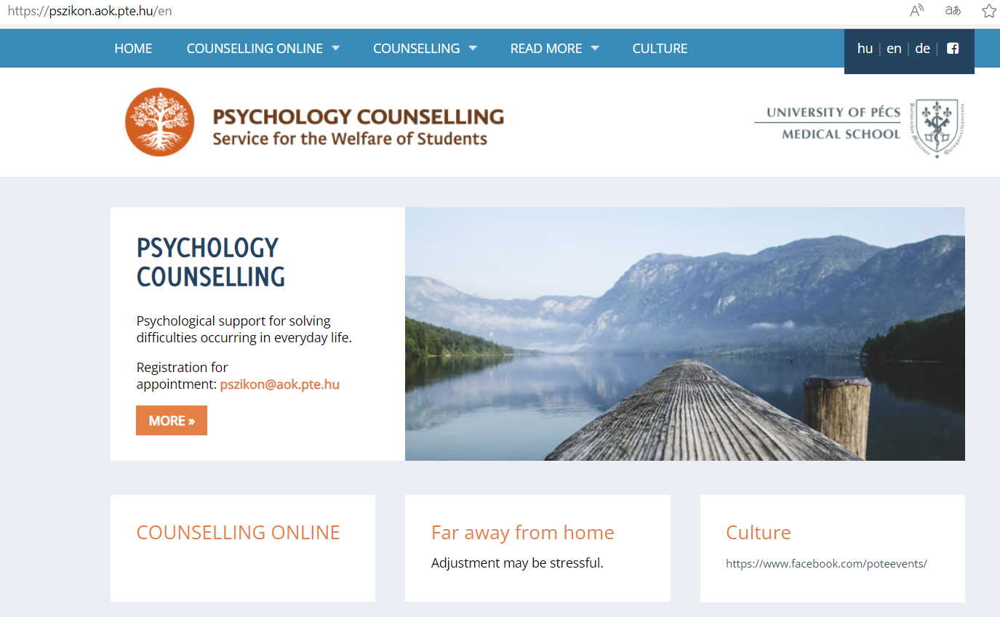 https://pszikon.aok.pte.hu/en
HOME
COUNSELLING ONLINE
COUNSELLING
READ MORE
CULTURE
hu | en | de |
PSYCHOLOGY COUNSELLING
Service for the Welfare of Students
UNIVERSITY OF PÉCS
MEDICAL SCHOOL
PSYCHOLOGY
COUNSELLING
Psychological support for solving
difficulties occurring in everyday life.
Registration for
appointment: pszikon@aok.pte.hu
MORE »
COUNSELLING ONLINE
Far away from home
Adjustment may be stressful.
Culture
https://www.facebook.com/poteevents/